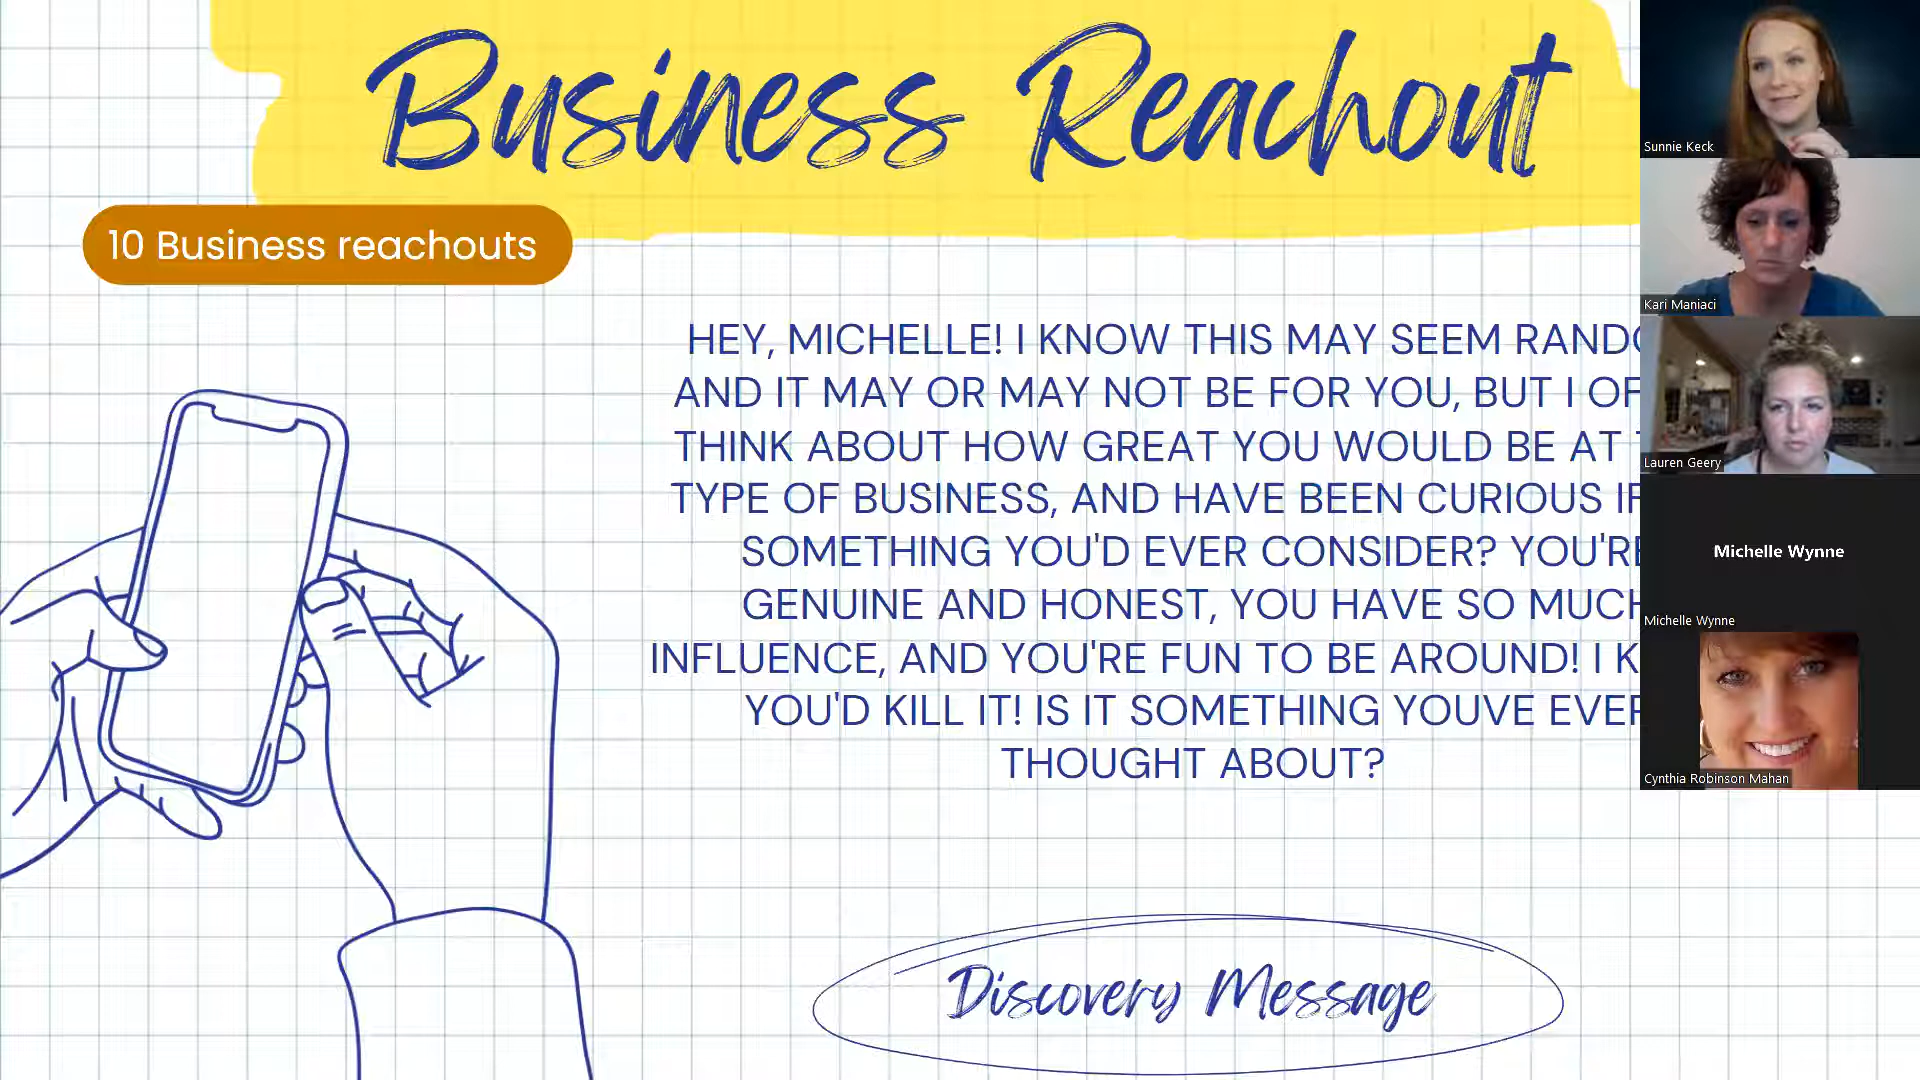 Business Reachout
10 Business reachouts
HEY, MICHELLE! I KNOW THIS MAY SEEM
AND IT MAY OR MAY NOT BE FOR YOU, BUT I
THINK ABOUT HOW GREAT YOU WOULD BE AT
TYPE OF BUSINESS, AND HAVE BEEN CURIOUS
SOMETHING YOU'D EVER CONSIDER? YOU'RE
GENUINE AND HONEST, YOU HAVE SO MUCH
INFLUENCE, AND YOU'RE FUN TO BE AROUND! I
YOU'D KILL IT! IS IT SOMETHING YOUVE EVER
THOUGHT ABOUT?
Discovery Message
Sunnie Keck
Kari Maniaci
Lauren Geery
Michelle Wynne
Michelle Wynne
Cynthia Robinson Mahan